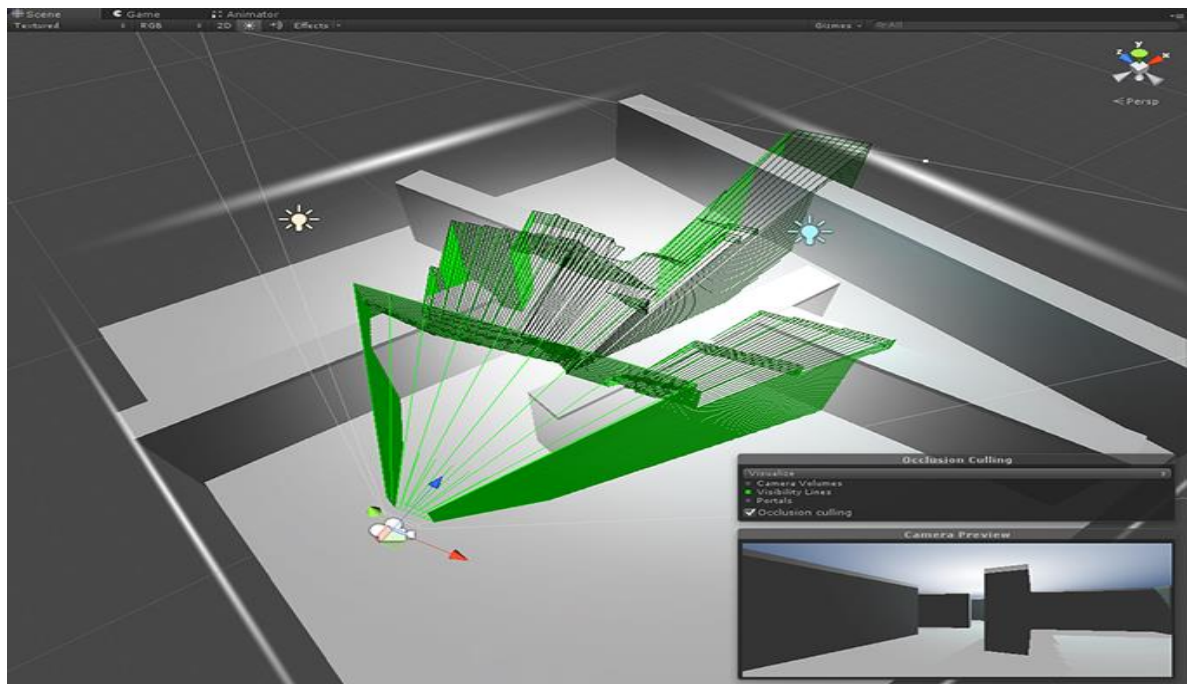 Scene Game Animator
Textured RGB 2D Effects Gizmos All
y
z x
Persp
Occlusion Culling
Visualize
Camera Volumes
Visibility Lines
Portals
Occlusion culling
Camera Preview